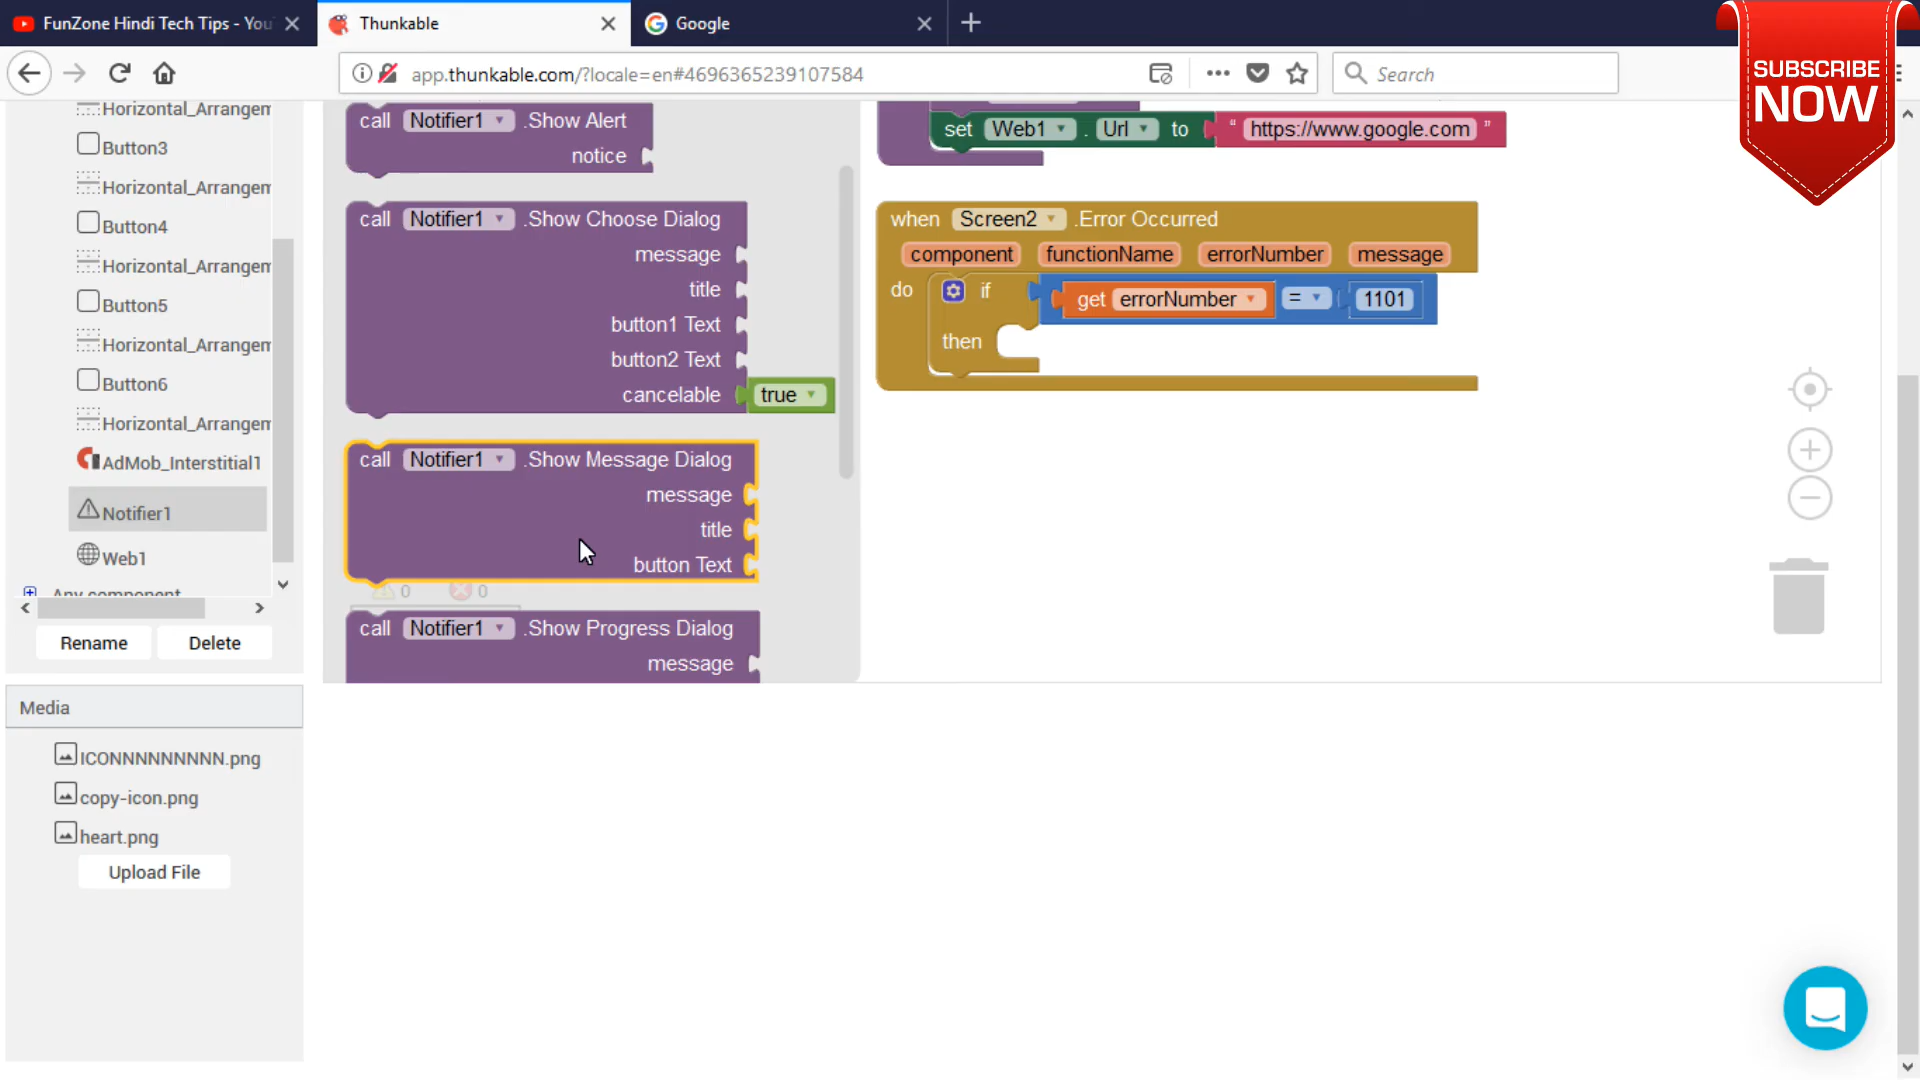 FunZone Hindi Tech Tips - You
Thunkable
Google
app.thunkable.com/?locale=en#4696365239107584
Search
SUBSCRIBE
NOW
Horizontal_Arrangem
Button3
Horizontal_Arrangem
Button4
Horizontal_Arrangem
Button5
Horizontal_Arrangem
Button6
Horizontal_Arrangem
AdMob_Interstitial1
Notifier1
Web1
Any component
Rename Delete
Media
ICONNNNNNNNN.png
copy-icon.png
heart.png
Upload File
call Notifier1 .Show Alert
notice
call Notifier1 .Show Choose Dialog
message
title
button1 Text
button2 Text
cancelable true
call Notifier1 .Show Message Dialog
message
title
button Text
0 0
call Notifier1 .Show Progress Dialog
message
set Web1 . Url to “ https://www.google.com ”
when Screen2 .Error Occurred
component functionName errorNumber message
do if get errorNumber = 1101
then